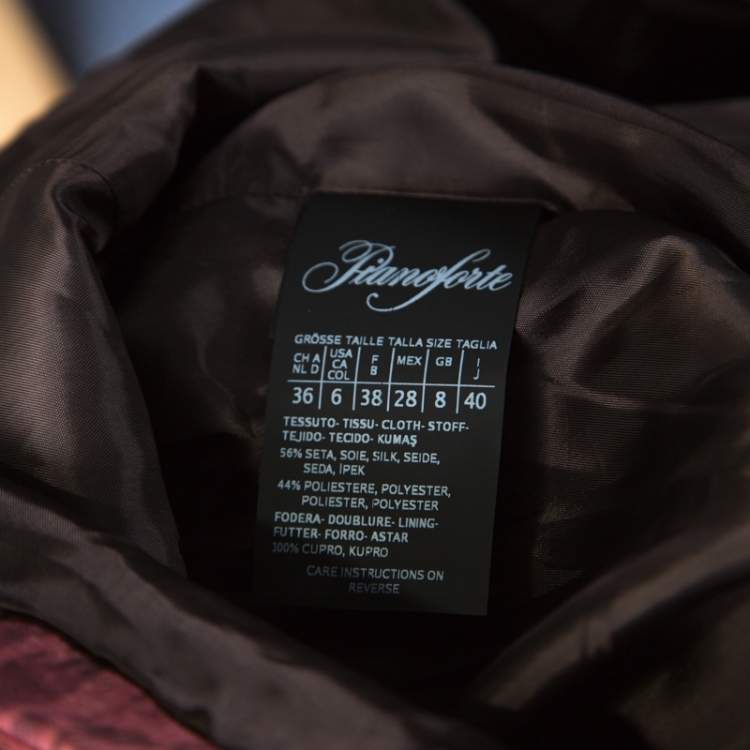 Pianoforte
GRÖSSE TAILLE TALLA SIZE TAGLIA
CH A NL D | USA CA COL | F B | MEX | GB | I J
36 | 6 | 38 | 28 | 8 | 40
TESSUTO- TISSU- CLOTH- STOFF-
TEJIDO- TECIDO- KUMAŞ
56% SETA, SOIE, SILK, SEIDE,
SEDA, İPEK
44% POLIESTERE, POLYESTER,
POLIESTER, POLYESTER
FODERA- DOUBLURE- LINING-
FUTTER- FORRO- ASTAR
100% CUPRO, KUPRO
CARE INSTRUCTIONS ON
REVERSE